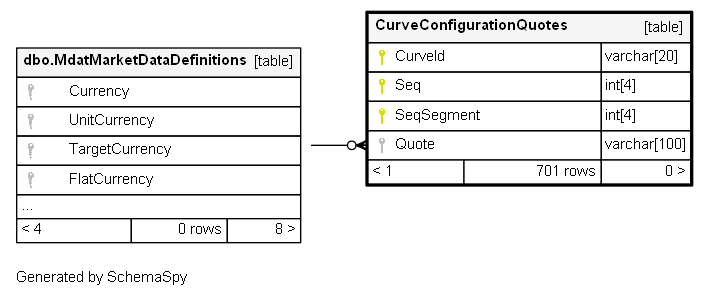 dbo.MdatMarketDataDefinitions [table]
Currency
UnitCurrency
TargetCurrency
FlatCurrency
...
< 4 0 rows 8 >
CurveConfigurationQuotes [table]
CurveId varchar[20]
Seq int[4]
SeqSegment int[4]
Quote varchar[100]
< 1 701 rows 0 >
Generated by SchemaSpy